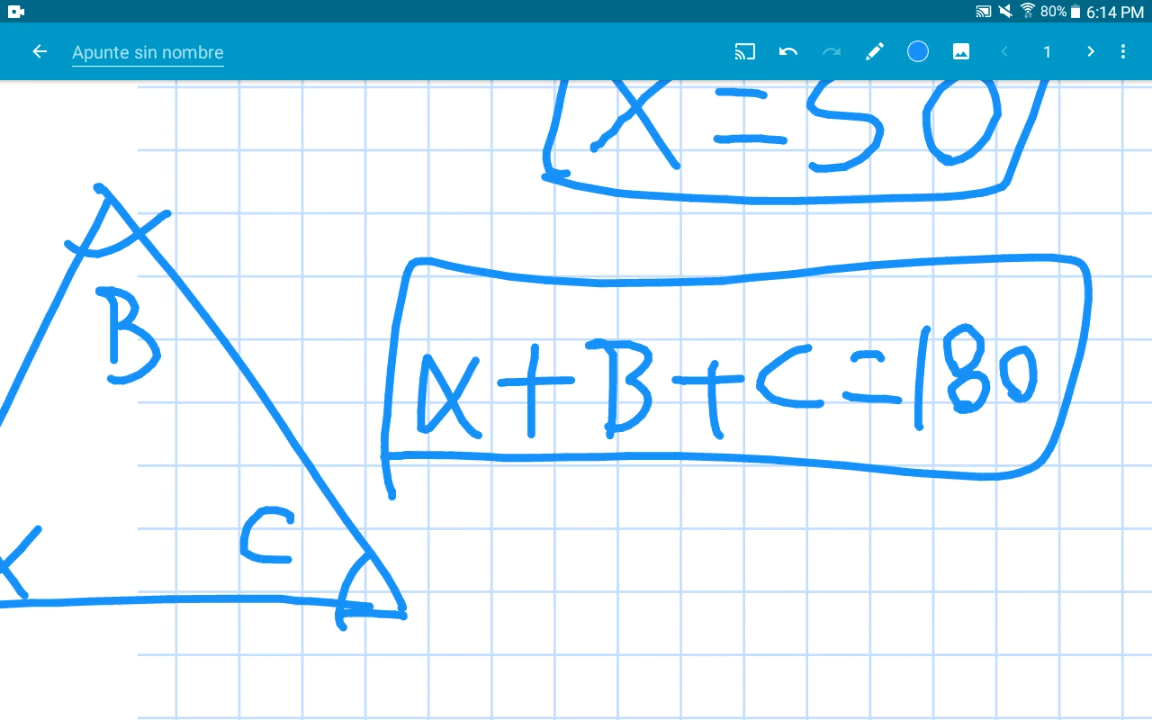 80% 6:14 PM
Apunte sin nombre
1
X = 50
B
X + B + C = 180
C
X